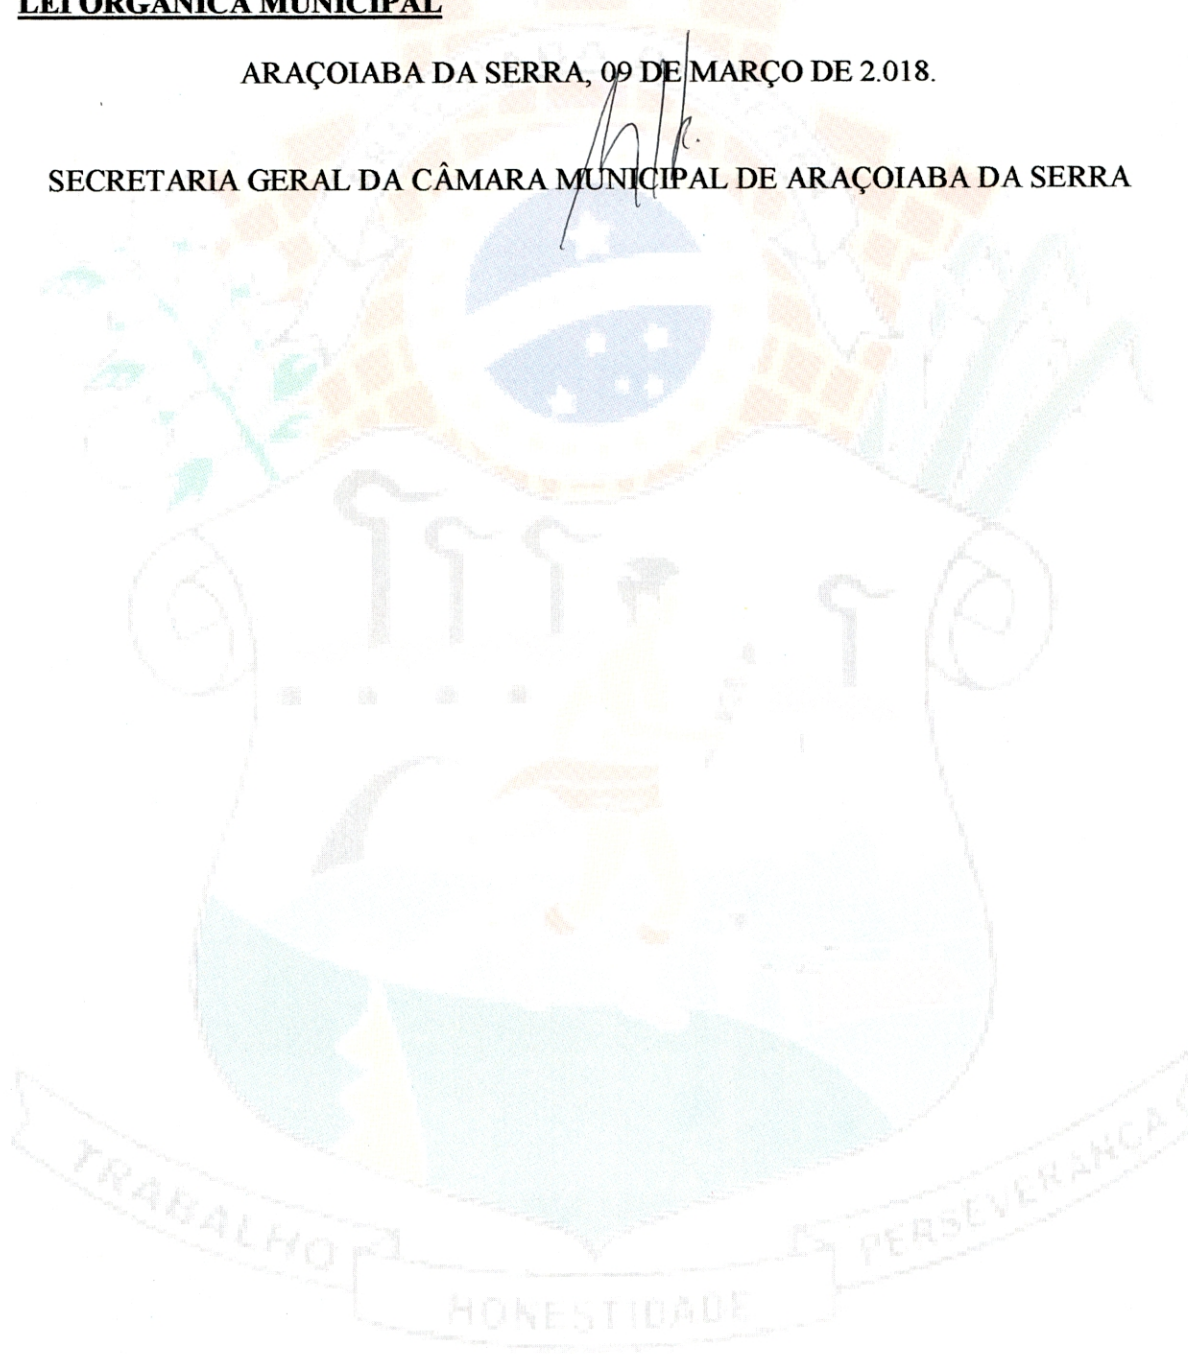 LEI ORGÂNICA MUNICIPAL
ARAÇOIABA DA SERRA, 09 DE MARÇO DE 2.018.
SECRETARIA GERAL DA CÂMARA MUNICIPAL DE ARAÇOIABA DA SERRA
TRABALHO
HONESTIDADE
PERSEVERANÇA